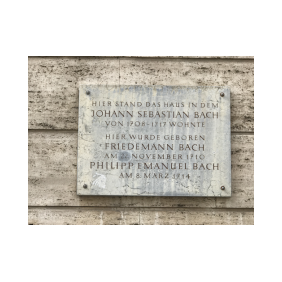 HIER STAND DAS HAUS IN DEM
JOHANN SEBASTIAN BACH
VON 1708-1717 WOHNTE
HIER WURDE GEBOREN
FRIEDEMANN BACH
AM 22. NOVEMBER 1710
PHILIPP EMANUEL BACH
AM 8. MÄRZ 1714